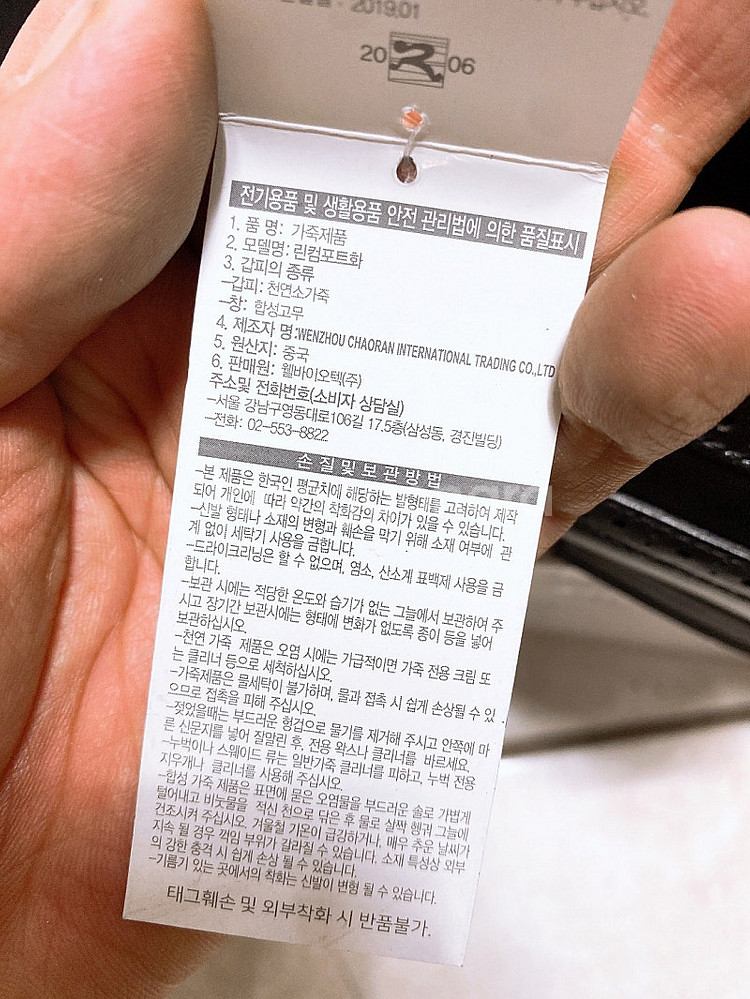 2019.01
20 06
전기용품 및 생활용품 안전 관리법에 의한 품질표시
1. 품 명: 가죽제품
2. 모델명: 린컴포트화
3. 갑피의 종류
-갑피: 천연소가죽
-창: 합성고무
4. 제조자 명:WENZHOU CHAORAN INTERNATIONAL TRADING CO.,LTD
5. 원산지: 중국
6. 판매원: 웰바이오텍(주)
주소및 전화번호(소비자 상담실)
-서울 강남구영동대로106길 17.5층(삼성동, 경진빌딩)
-전화: 02-553-8822
손 질 및 보 관 방 법
-본 제품은 한국인 평균치에 해당하는 발형태를 고려하여 제작
되어 개인에 따라 약간의 착화감의 차이가 있을 수 있습니다.
-신발 형태나 소재의 변형과 훼손을 막기 위해 소재 여부에 관
계 없이 세탁기 사용을 금합니다.
-드라이크리닝은 할 수 없으며, 염소, 산소계 표백제 사용을 금
합니다.
-보관 시에는 적당한 온도와 습기가 없는 그늘에서 보관하여 주
시고 장기간 보관시에는 형태에 변화가 없도록 종이 등을 넣어
보관하십시오.
-천연 가죽 제품은 오염 시에는 가급적이면 가죽 전용 크림 또
는 클리너 등으로 세척하십시오.
-가죽제품은 물세탁이 불가하며, 물과 접촉 시 쉽게 손상될 수 있
으므로 접촉을 피해 주십시오.
-젖었을때는 부드러운 헝겊으로 물기를 제거해 주시고 안쪽에 마
른 신문지를 넣어 잘말린 후, 전용 왁스나 클리너를 바르세요.
-누벅이나 스웨이드 류는 일반가죽 클리너를 피하고, 누벅 전용
지우개나 클리너를 사용해 주십시오.
-합성 가죽 제품은 표면에 묻은 오염물을 부드러운 솔로 가볍게
털어내고 비눗물을 적신 천으로 닦은 후 물로 살짝 헹궈 그늘에
건조시켜 주십시오. 겨울철 기온이 급강하거나, 매우 추운 날씨가
지속 될 경우 꺽임 부위가 갈라질 수 있습니다. 소재 특성상 외부
의 강한 충격 시 쉽게 손상 될 수 있습니다.
-기름기 있는 곳에서의 착화는 신발이 변형 될 수 있습니다.
태그훼손 및 외부착화 시 반품불가.